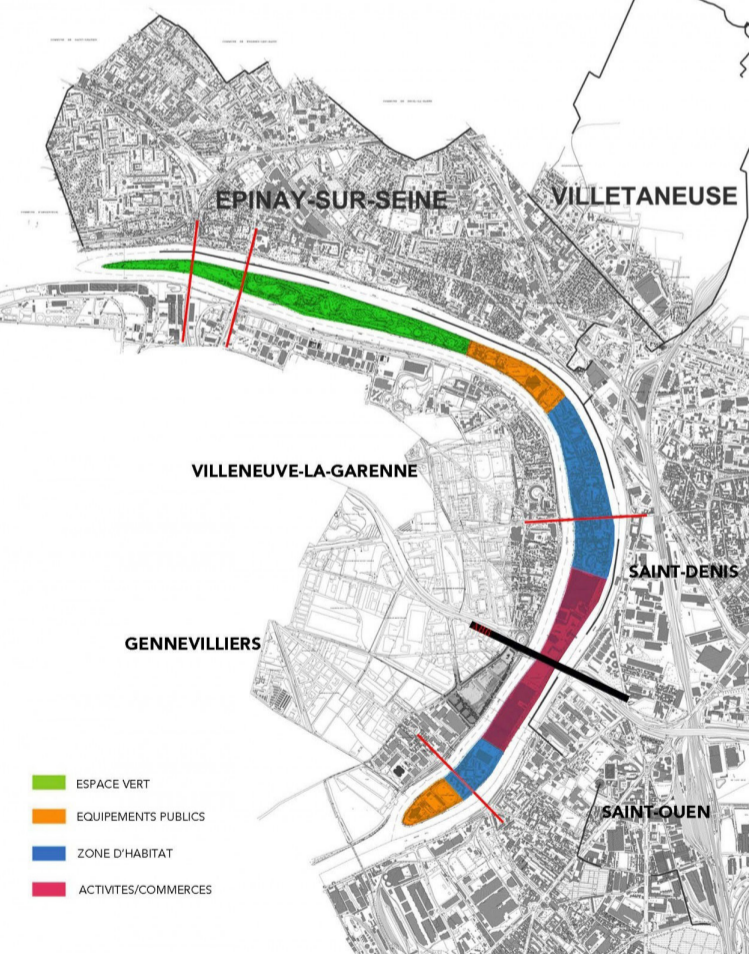 EPINAY-SUR-SEINE
VILLETANEUSE
VILLENEUVE-LA-GARENNE
SAINT-DENIS
GENNEVILLIERS
SAINT-OUEN
ESPACE VERT
EQUIPEMENTS PUBLICS
ZONE D'HABITAT
ACTIVITES/COMMERCES